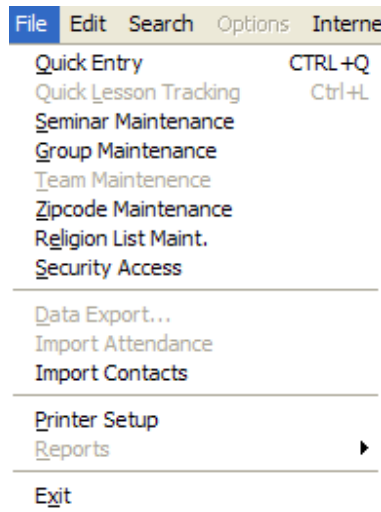 File Edit Search Options Interne
Quick Entry CTRL+Q
Quick Lesson Tracking Ctrl+L
Seminar Maintenance
Group Maintenance
Team Maintenence
Zipcode Maintenance
Religion List Maint.
Security Access
Data Export...
Import Attendance
Import Contacts
Printer Setup
Reports
Exit